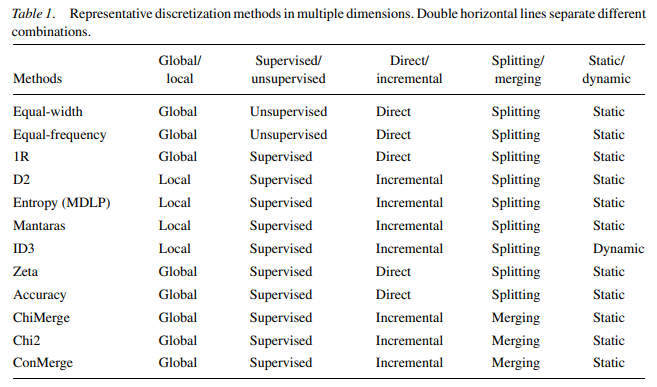 Table 1. Representative discretization methods in multiple dimensions. Double horizontal lines separate different
combinations.
Global/ Supervised/ Direct/ Splitting/ Static/
Methods local unsupervised incremental merging dynamic
Equal-width Global Unsupervised Direct Splitting Static
Equal-frequency Global Unsupervised Direct Splitting Static
1R Global Supervised Direct Splitting Static
D2 Local Supervised Incremental Splitting Static
Entropy (MDLP) Local Supervised Incremental Splitting Static
Mantaras Local Supervised Incremental Splitting Static
ID3 Local Supervised Incremental Splitting Dynamic
Zeta Global Supervised Direct Splitting Static
Accuracy Global Supervised Direct Splitting Static
ChiMerge Global Supervised Incremental Merging Static
Chi2 Global Supervised Incremental Merging Static
ConMerge Global Supervised Incremental Merging Static